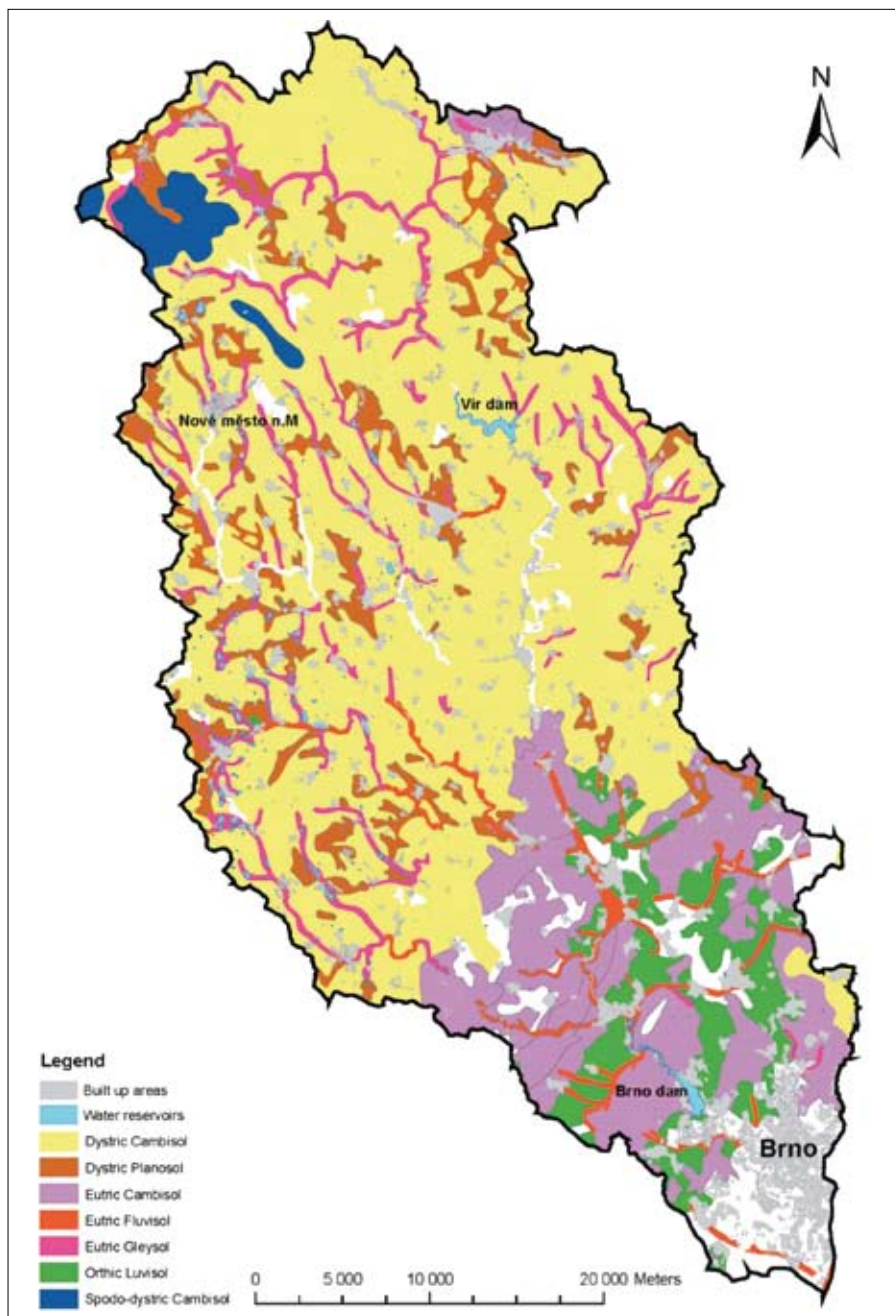 N
Vír dam
Nové město n.M
Brno dam
Brno
Legend
Built up areas
Water reservoirs
Dystric Cambisol
Dystric Planosol
Eutric Cambisol
Eutric Fluvisol
Eutric Gleysol
Orthic Luvisol
Spodo-dystric Cambisol
0 5 000 10 000 20 000 Meters